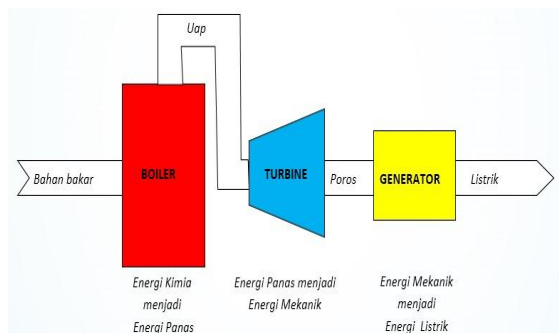 Uap
Bahan bakar
BOILER
TURBINE
Poros
GENERATOR
Listrik
Energi Kimia
menjadi
Energi Panas
Energi Panas menjadi
Energi Mekanik
Energi Mekanik
menjadi
Energi Listrik